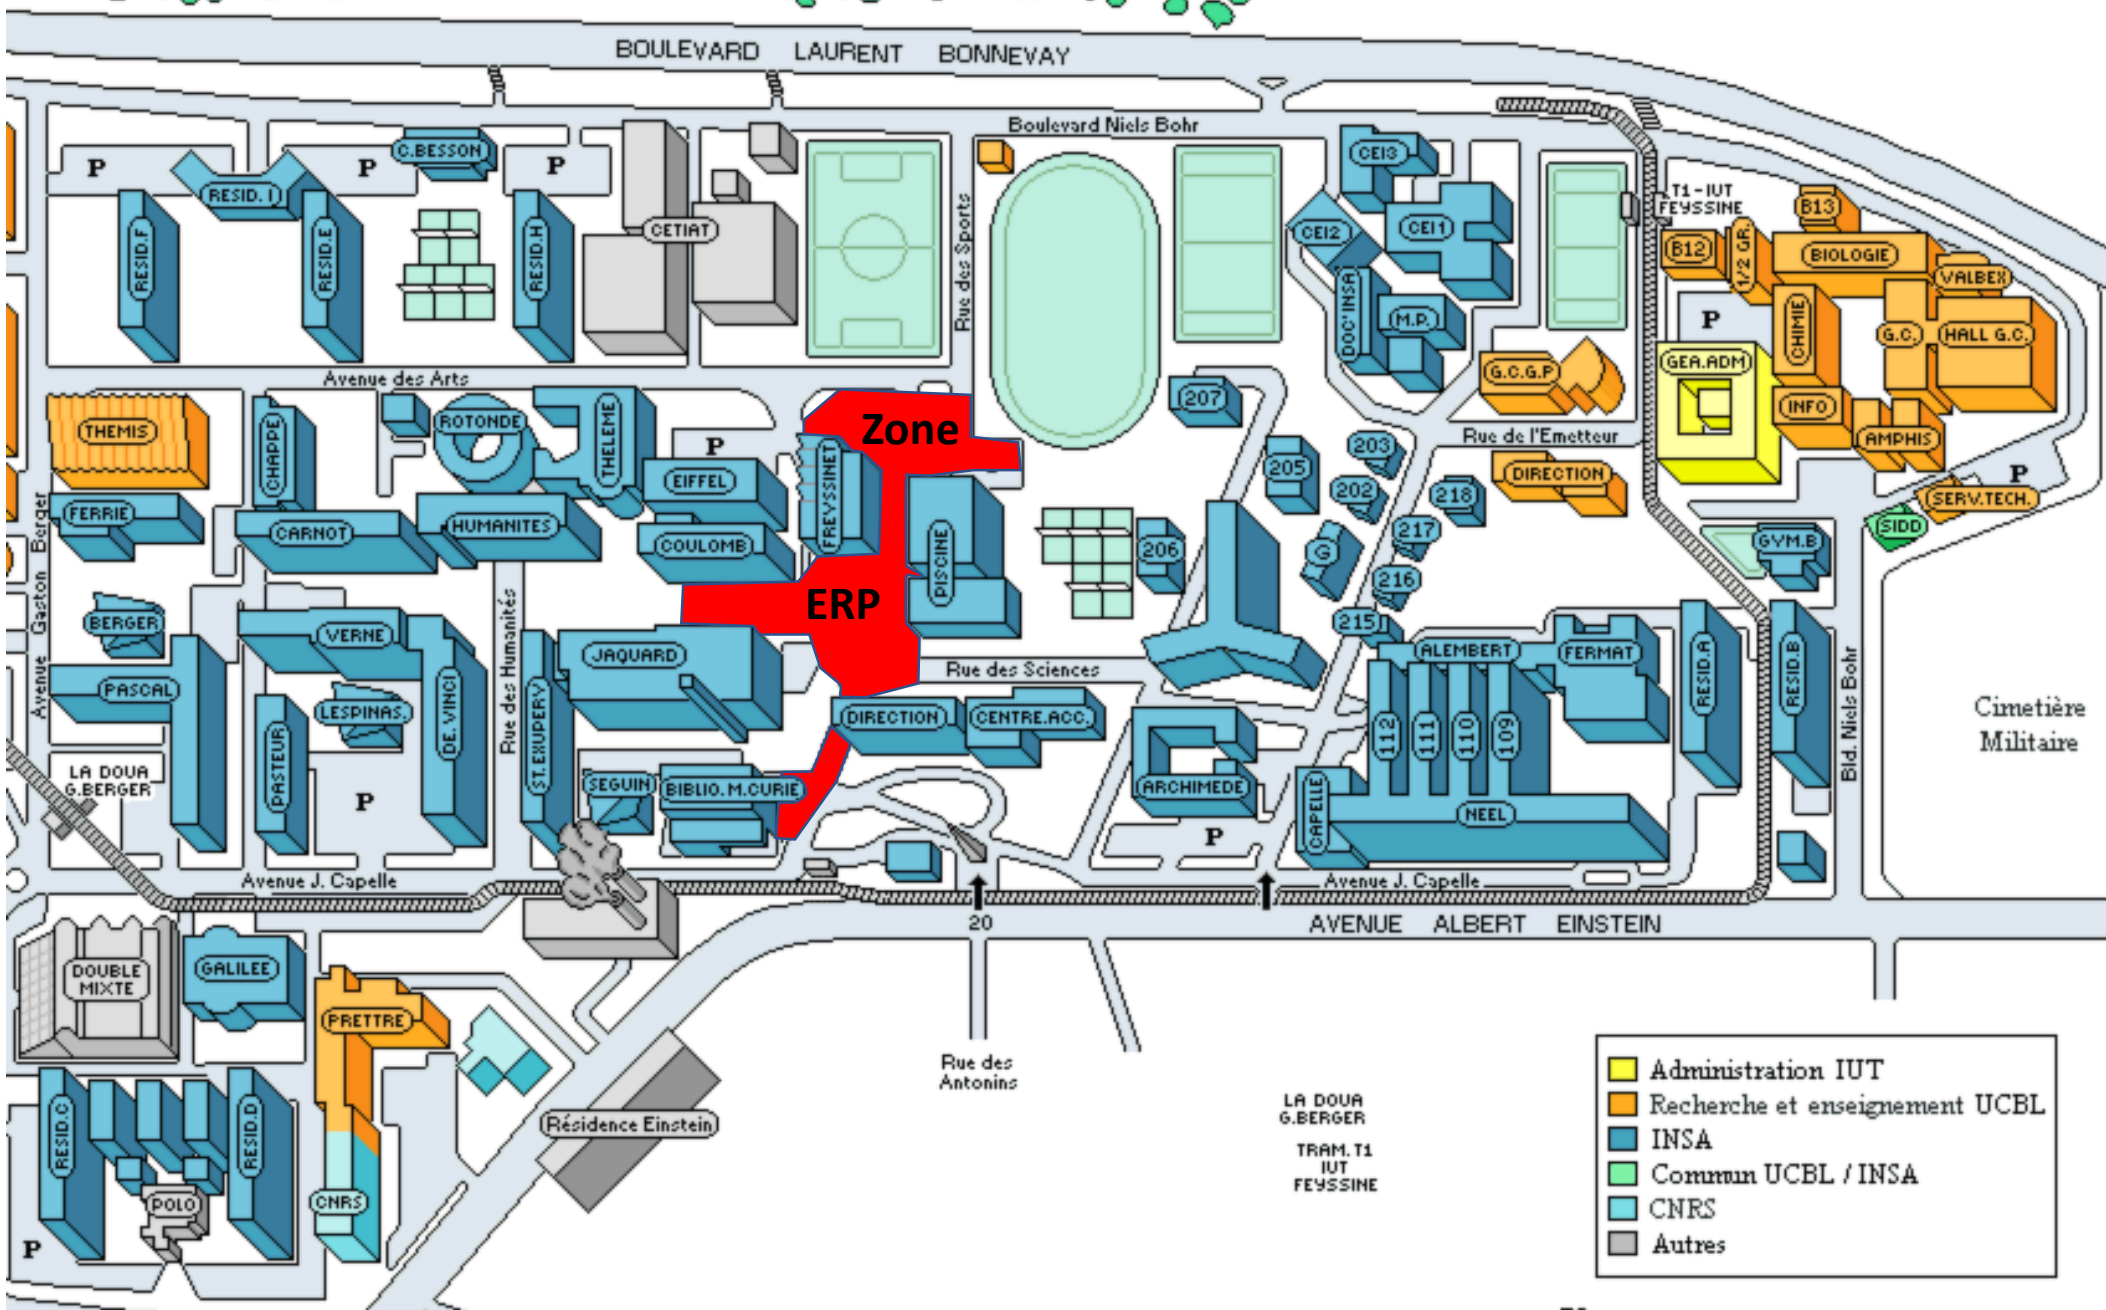 BOULEVARD LAURENT BONNEVAY
Boulevard Niels Bohr
P
P
P
C.BESSON
RESID. I
RESID.F
RESID.E
RESID.H
CETIAT
Rue des Sports
CEI3
CEI2
CEI1
DOC'INSA
M.P.
T1-IUT
FEYSSINE
B13
B12
1/2 GR.
BIOLOGIE
VALBEX
P
CHIMIE
G.C.
HALL G.C.
GEA.ADM
G.C.G.P
INFO
AMPHIS
Avenue des Arts
THEMIS
CHAPPE
ROTONDE
THELEME
P
Zone
207
203
Rue de l'Emetteur
205
202
218
DIRECTION
P
SERV.TECH.
SIDD
GYM.B
FERRIE
CARNOT
HUMANITES
EIFFEL
COULOMB
FREYSSINET
PISCINE
206
G
217
216
215
Avenue Gaston Berger
BERGER
VERNE
Rue des Humanités
JAQUARD
ERP
Rue des Sciences
ALEMBERT
FERMAT
RESID.A
RESID.B
Bld. Niels Bohr
PASCAL
LESPINAS.
DE. VINCI
ST.EXUPERY
DIRECTION
CENTRE.ACC.
112
111
110
109
Cimetière
Militaire
LA DOUA
G.BERGER
PASTEUR
P
SEGUIN
BIBLIO.M.CURIE
ARCHIMEDE
P
CAPELLE
NEEL
Avenue J. Capelle
Avenue J. Capelle
20
AVENUE ALBERT EINSTEIN
DOUBLE
MIXTE
GALILEE
PRETTRE
Rue des
Antonins
Résidence Einstein
RESID.C
RESID.D
POLO
CNRS
P
LA DOUA
G.BERGER
TRAM.T1
IUT
FEYSSINE
Administration IUT
Recherche et enseignement UCBL
INSA
Commun UCBL / INSA
CNRS
Autres